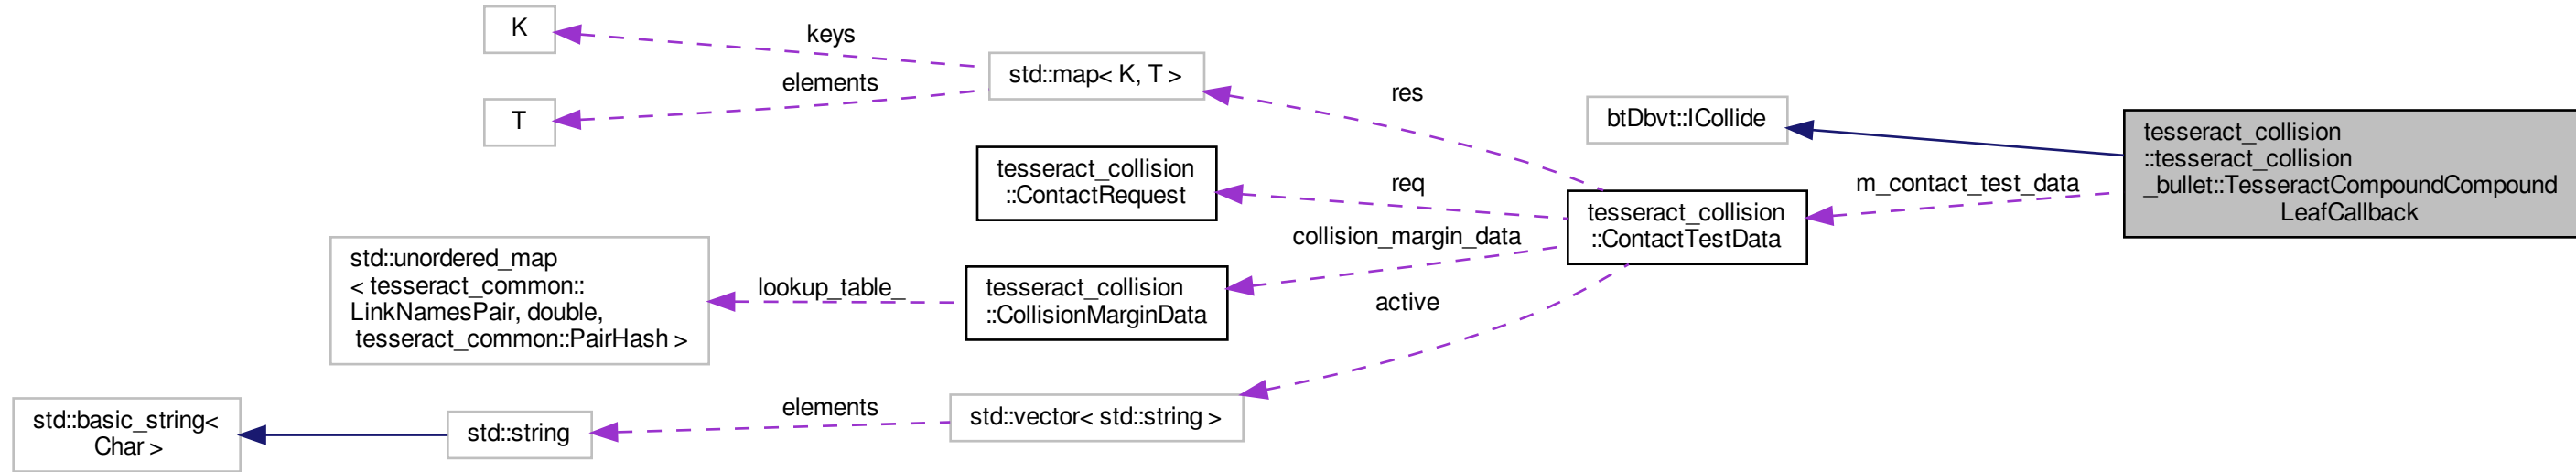 K
keys
std::map< K, T >
elements
T
res
btDbvt::ICollide
tesseract_collision
::tesseract_collision
_bullet::TesseractCompoundCompound
LeafCallback
tesseract_collision
::ContactRequest
req
m_contact_test_data
tesseract_collision
::ContactTestData
collision_margin_data
std::unordered_map
< tesseract_common::
LinkNamesPair, double,
tesseract_common::PairHash >
lookup_table_
tesseract_collision
::CollisionMarginData
active
std::basic_string<
Char >
std::string
elements
std::vector< std::string >